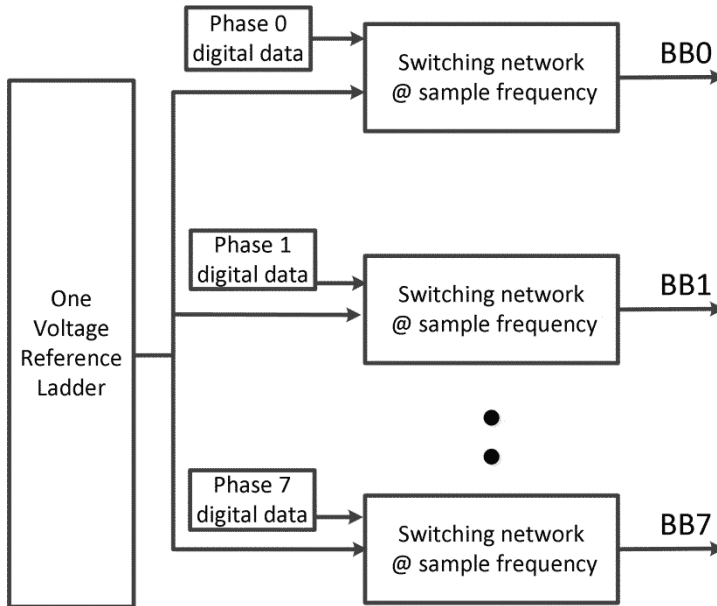 Phase 0
digital data
Switching network
@ sample frequency
BB0
One
Voltage
Reference
Ladder
Phase 1
digital data
Switching network
@ sample frequency
BB1
Phase 7
digital data
Switching network
@ sample frequency
BB7